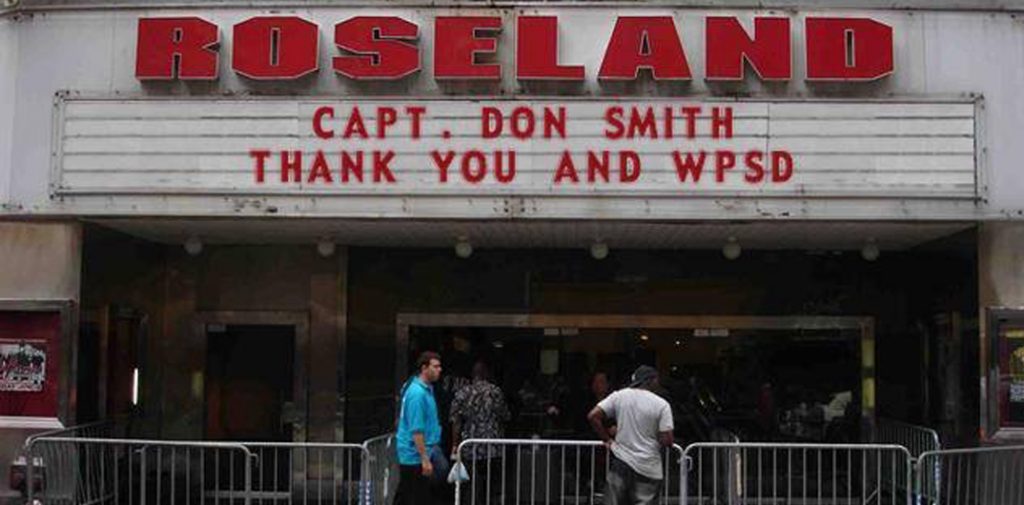 ROSELAND
CAPT. DON SMITH
THANK YOU AND WPSD